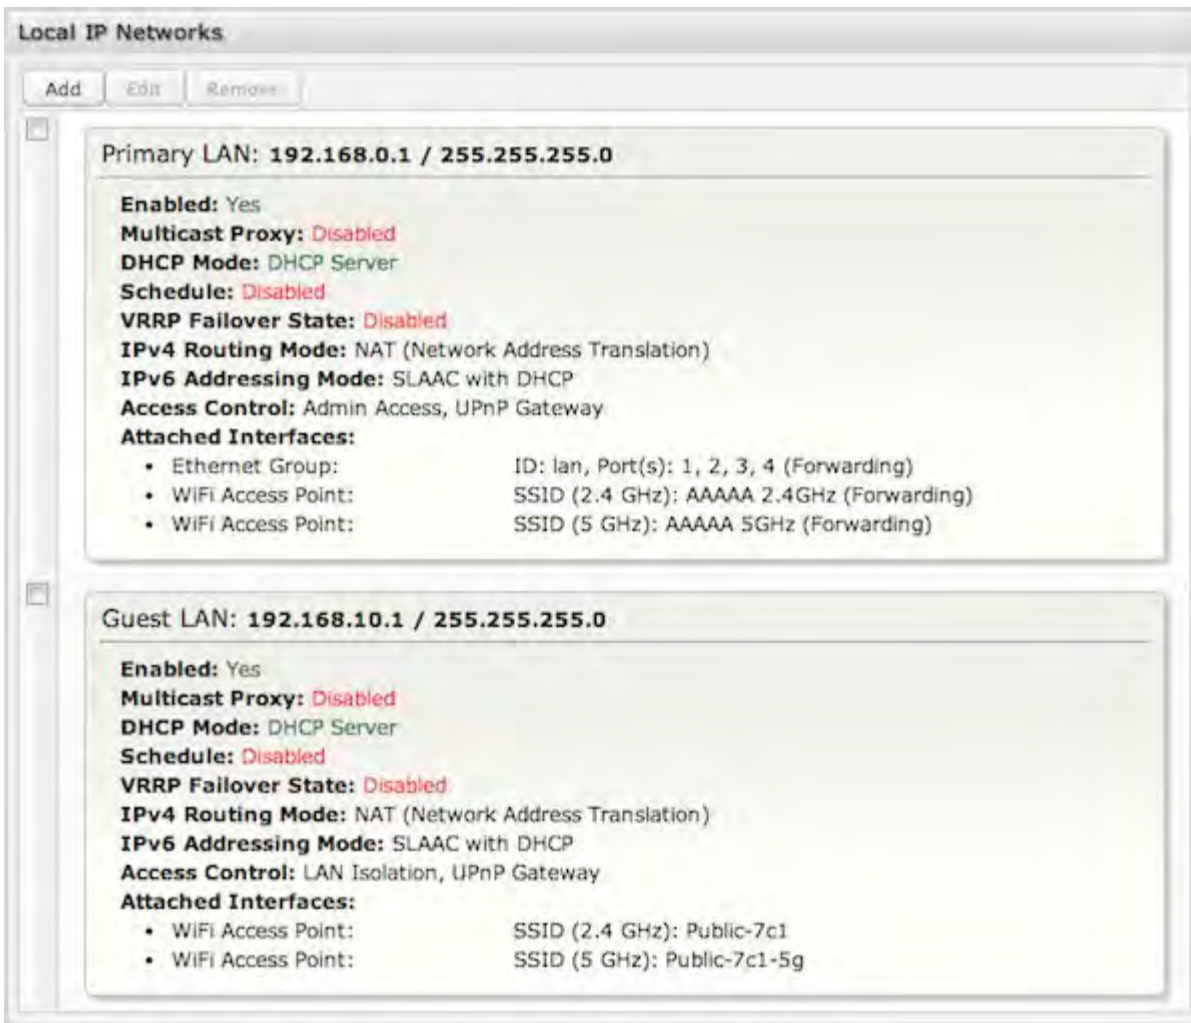 Local IP Networks
Add Edit Remove
Primary LAN: 192.168.0.1 / 255.255.255.0
Enabled: Yes
Multicast Proxy: Disabled
DHCP Mode: DHCP Server
Schedule: Disabled
VRRP Failover State: Disabled
IPv4 Routing Mode: NAT (Network Address Translation)
IPv6 Addressing Mode: SLAAC with DHCP
Access Control: Admin Access, UPnP Gateway
Attached Interfaces:
• Ethernet Group: ID: lan, Port(s): 1, 2, 3, 4 (Forwarding)
• WiFi Access Point: SSID (2.4 GHz): AAAAA 2.4GHz (Forwarding)
• WiFi Access Point: SSID (5 GHz): AAAAA 5GHz (Forwarding)
Guest LAN: 192.168.10.1 / 255.255.255.0
Enabled: Yes
Multicast Proxy: Disabled
DHCP Mode: DHCP Server
Schedule: Disabled
VRRP Failover State: Disabled
IPv4 Routing Mode: NAT (Network Address Translation)
IPv6 Addressing Mode: SLAAC with DHCP
Access Control: LAN Isolation, UPnP Gateway
Attached Interfaces:
• WiFi Access Point: SSID (2.4 GHz): Public-7c1
• WiFi Access Point: SSID (5 GHz): Public-7c1-5g